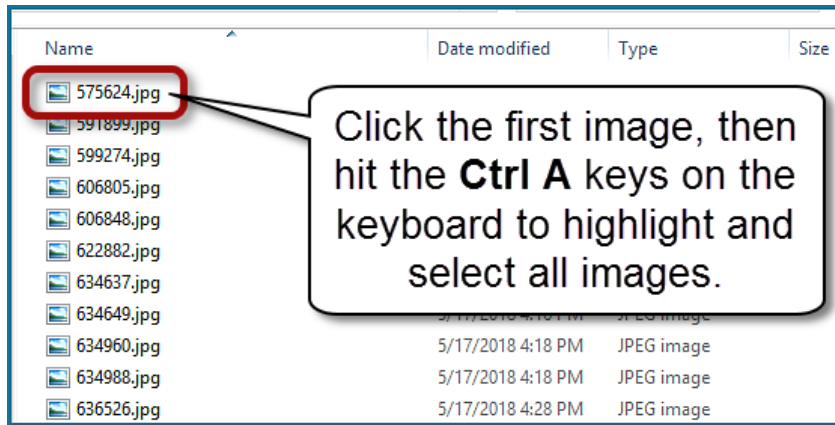 Name Date modified Type Size
575624.jpg
591899.jpg
599274.jpg
606805.jpg
606848.jpg
622882.jpg
634637.jpg
634649.jpg
634960.jpg 5/17/2018 4:18 PM JPEG image
634988.jpg 5/17/2018 4:18 PM JPEG image
636526.jpg 5/17/2018 4:28 PM JPEG image
Click the first image, then
hit the Ctrl A keys on the
keyboard to highlight and
select all images.